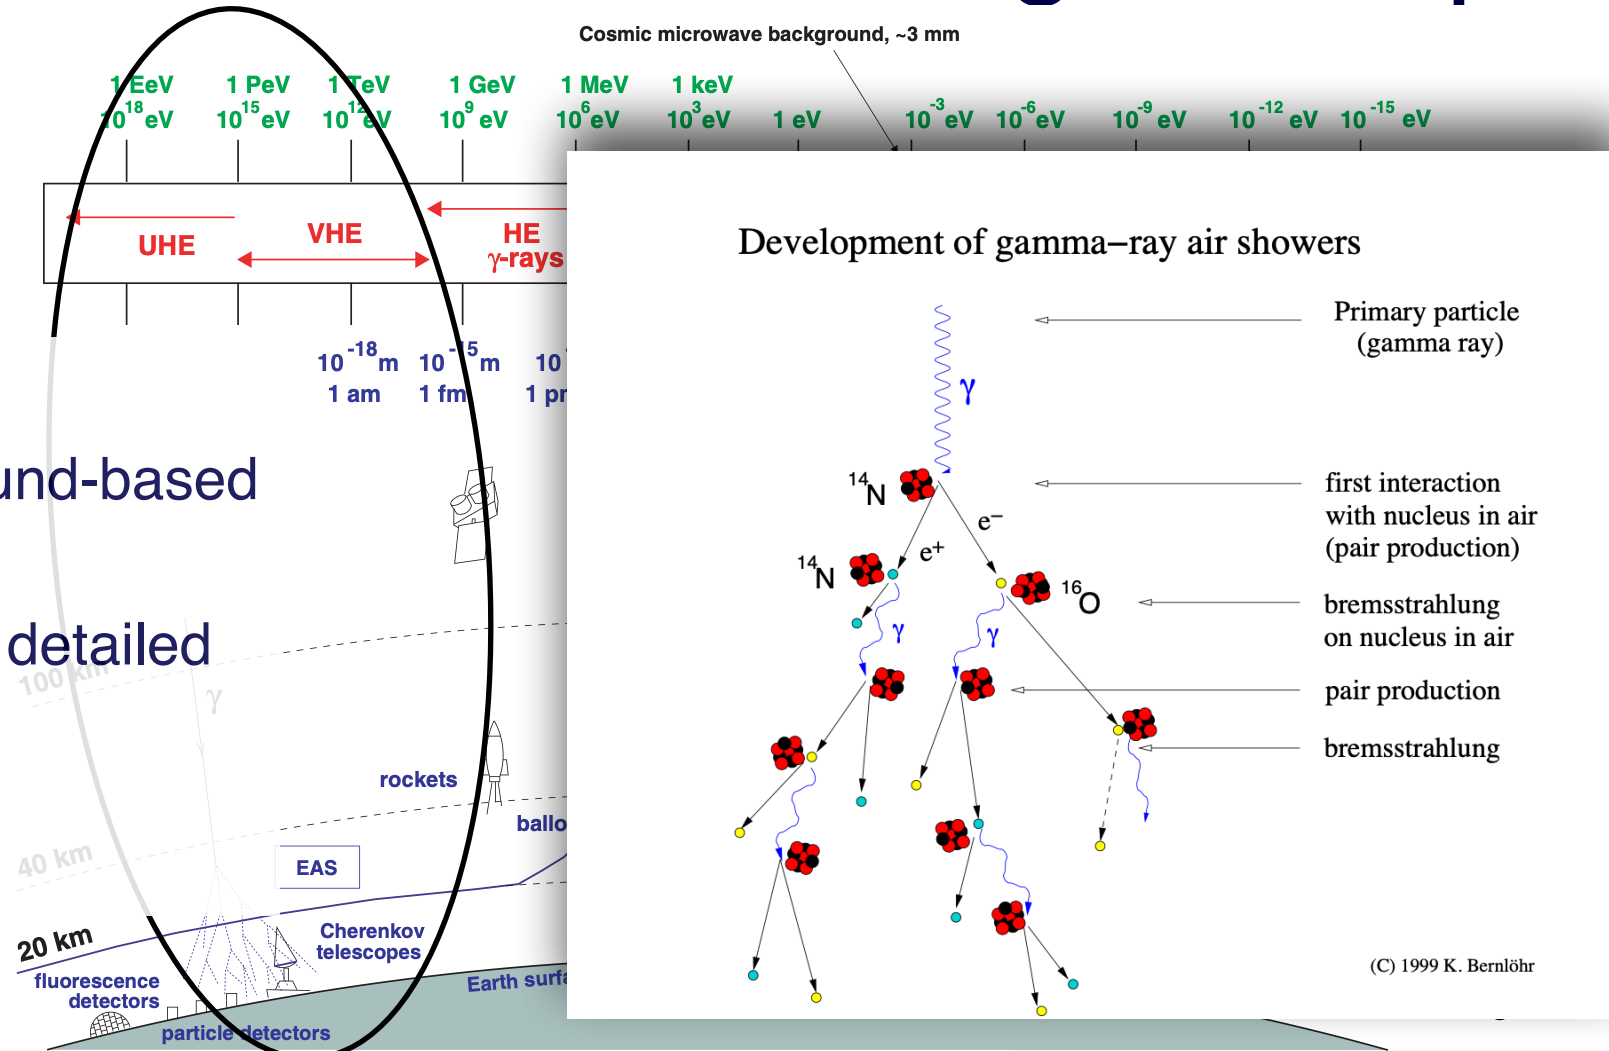 Cosmic microwave background, ~3 mm
1 EeV 1 PeV 1 TeV 1 GeV 1 MeV 1 keV
10^18 eV 10^15 eV 10^12 eV 10^9 eV 10^6 eV 10^3 eV 1 eV 10^-3 eV 10^-6 eV 10^-9 eV 10^-12 eV 10^-15 eV
UHE
VHE
HE
γ-rays
10^-18 m 10^-15 m 10
1 am 1 fm
und-based
detailed
100 km
γ
rockets
40 km
EAS
20 km
Cherenkov
telescopes
fluorescence
detectors
particle detectors
Earth
Development of gamma–ray air showers
Primary particle
(gamma ray)
γ
14N
first interaction
with nucleus in air
(pair production)
e–
e+
14N
16O
bremsstrahlung
on nucleus in air
γ
γ
pair production
bremsstrahlung
(C) 1999 K. Bernlöhr